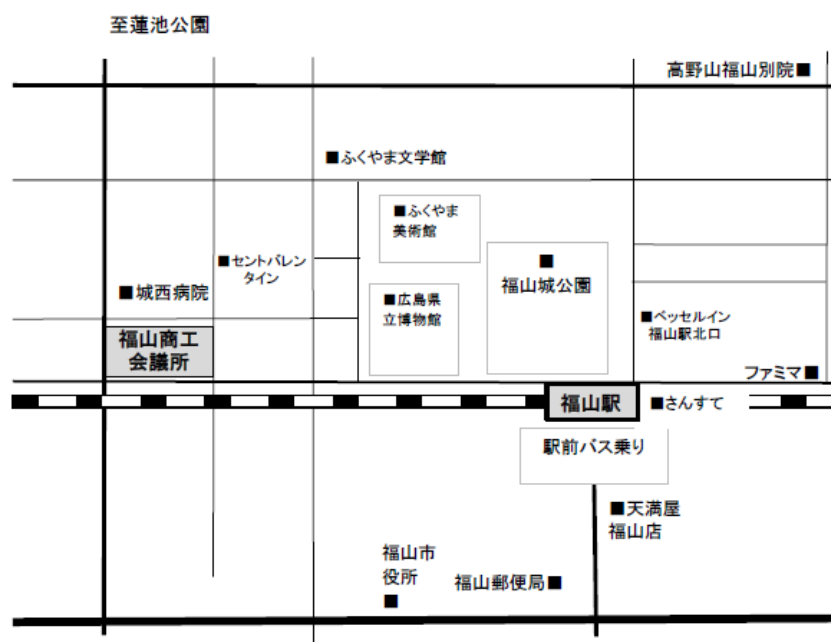 至蓮池公園
高野山福山別院■
■ふくやま文学館
■ふくやま
美術館
■セントバレン
タイン
■
福山城公園
■城西病院
■広島県
立博物館
■ベッセルイン
福山駅北口
福山商工
会議所
ファミマ■
福山駅
■さんすて
駅前バス乗り
■天満屋
福山店
福山市
役所
■
福山郵便局■